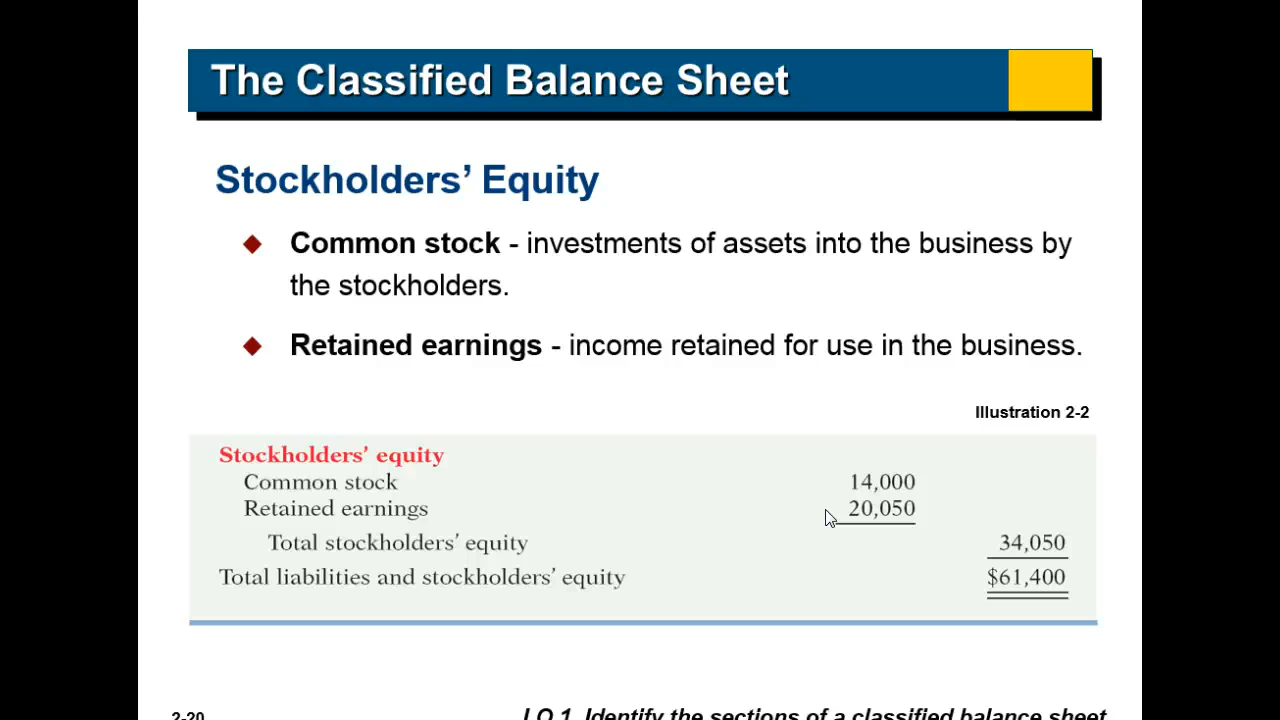 The Classified Balance Sheet
Stockholders’ Equity
Common stock - investments of assets into the business by
the stockholders.
Retained earnings - income retained for use in the business.
Illustration 2-2
Stockholders’ equity
Common stock 14,000
Retained earnings 20,050
Total stockholders’ equity 34,050
Total liabilities and stockholders’ equity $61,400
2-20 LO 1 Identify the sections of a classified balance sheet